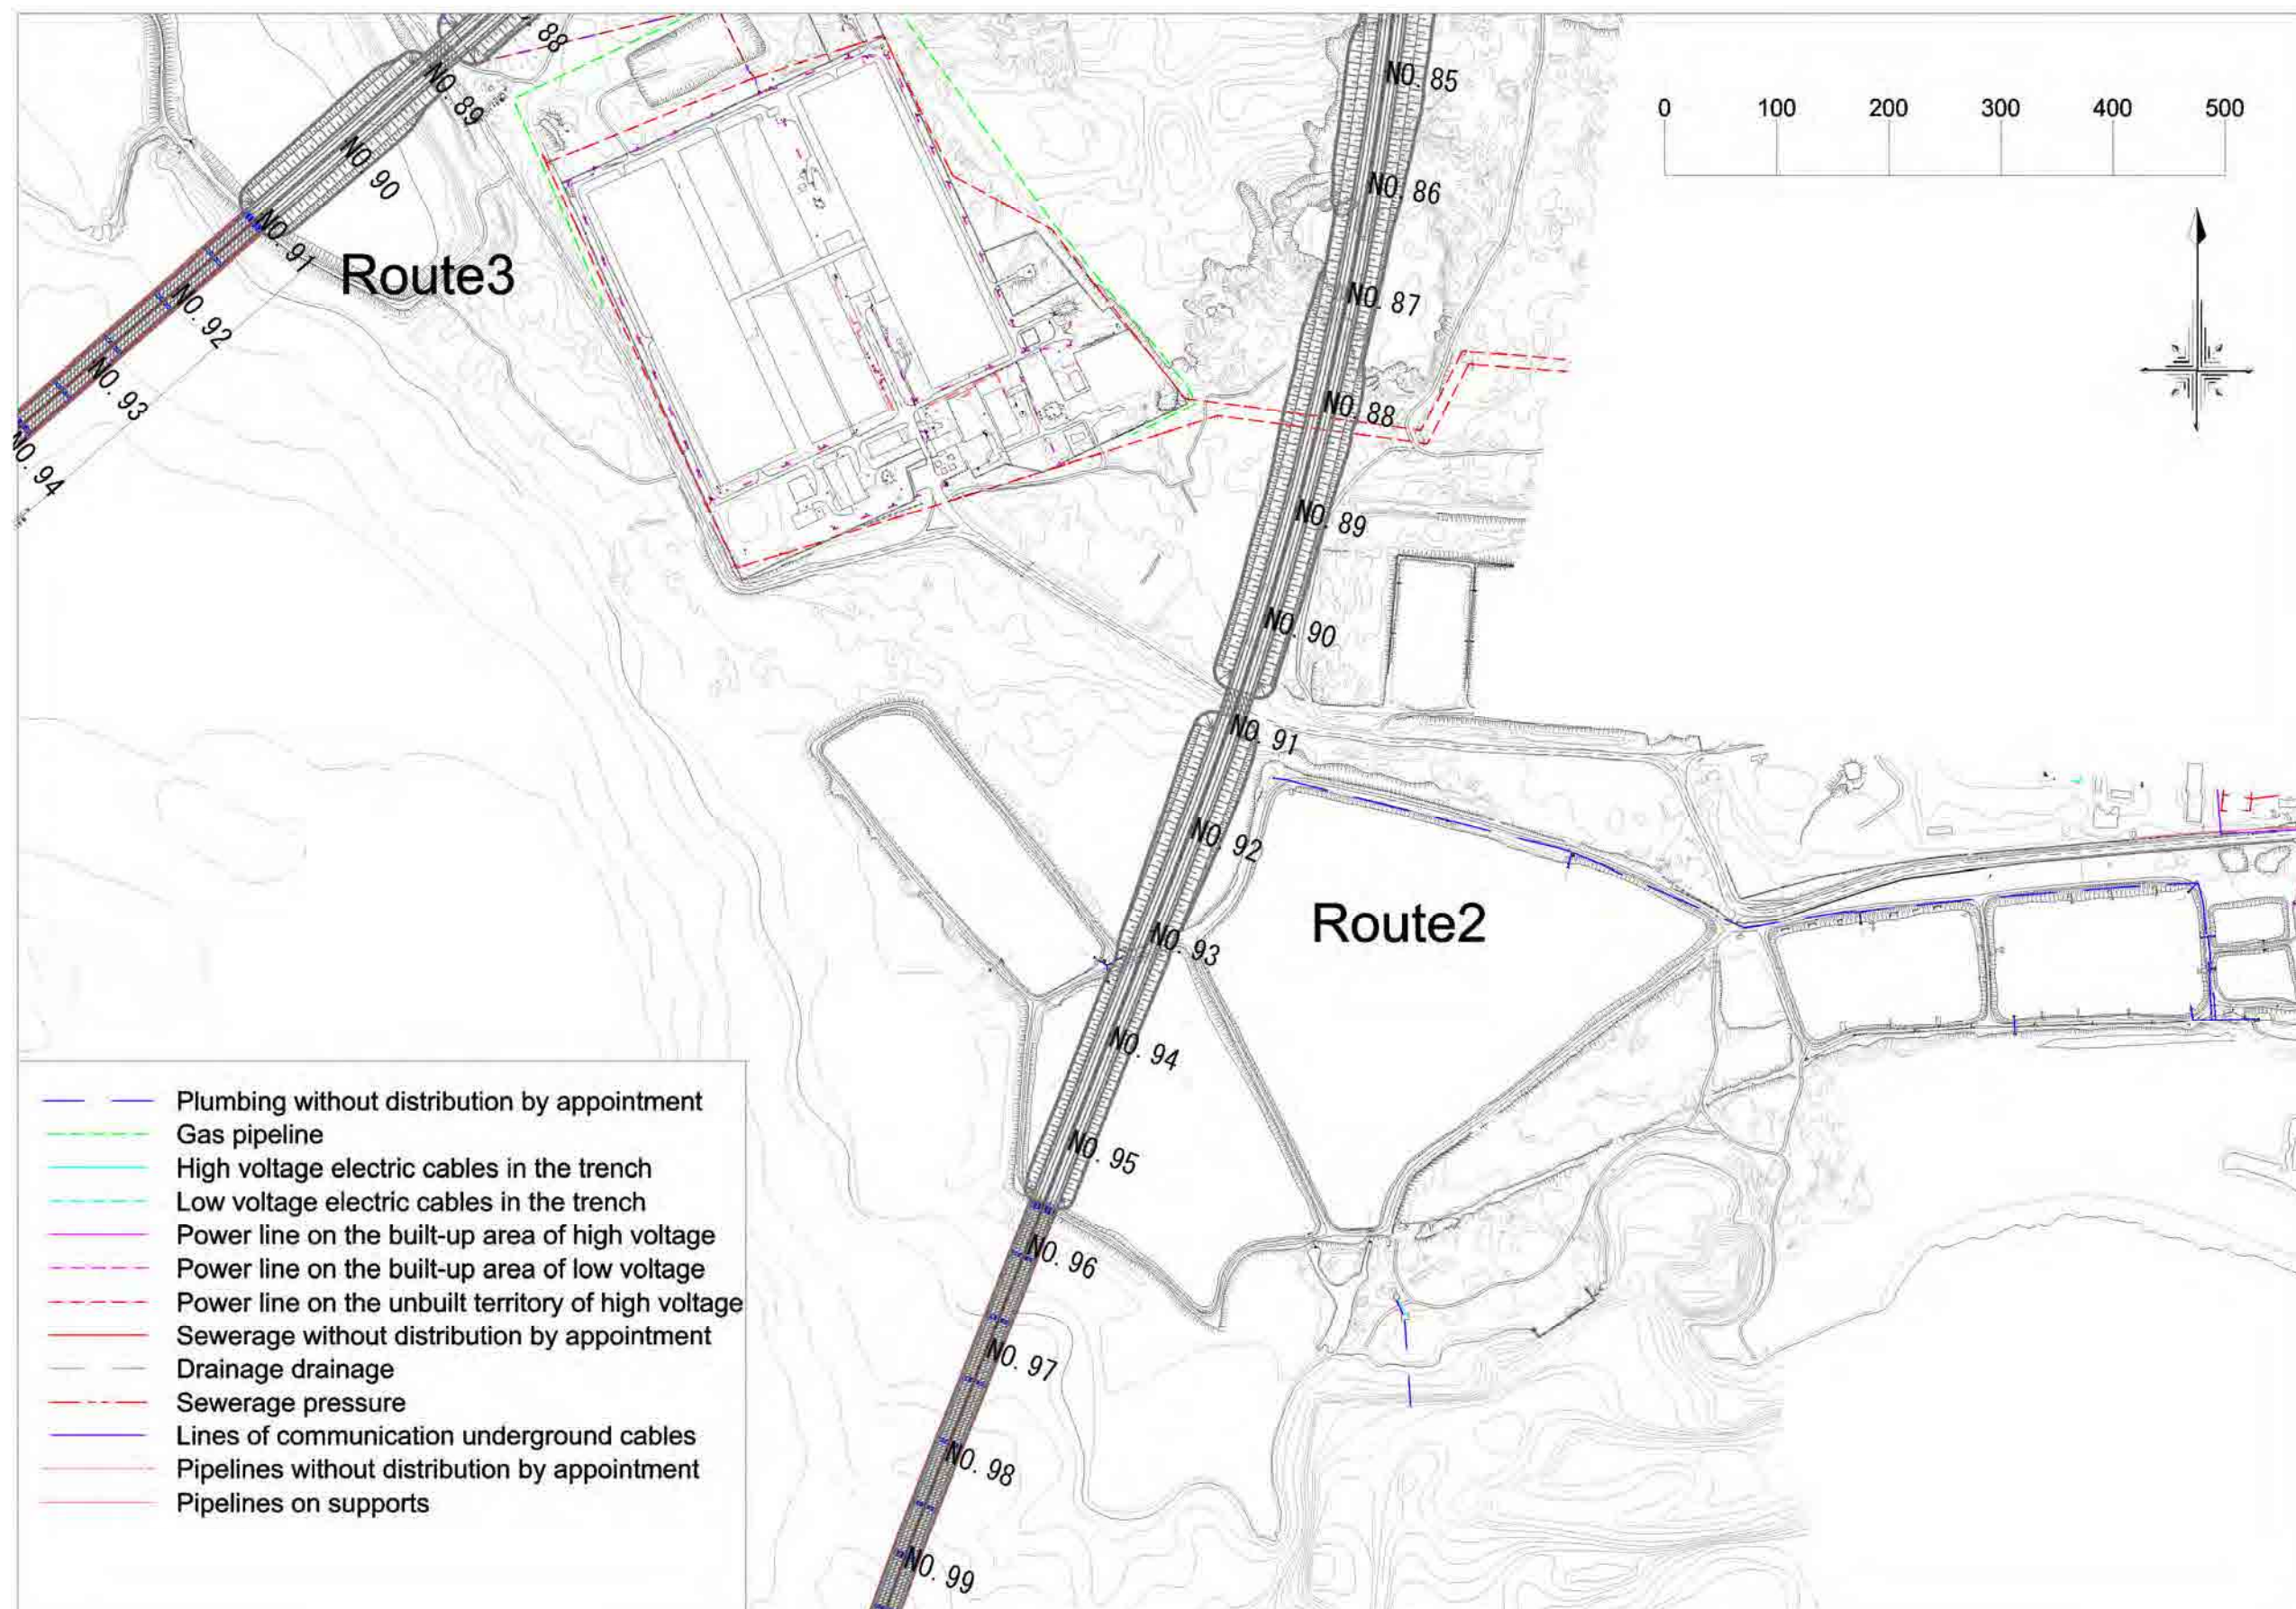 NO. 88
NO. 89
NO. 90
NO. 91
NO. 92
NO. 93
NO. 94
Route3
NO. 85
NO. 86
NO. 87
NO. 88
NO. 89
NO. 90
NO. 91
NO. 92
NO. 93
NO. 94
NO. 95
NO. 96
NO. 97
NO. 98
NO. 99
Route2
0 100 200 300 400 500
Plumbing without distribution by appointment
Gas pipeline
High voltage electric cables in the trench
Low voltage electric cables in the trench
Power line on the built-up area of high voltage
Power line on the built-up area of low voltage
Power line on the unbuilt territory of high voltage
Sewerage without distribution by appointment
Drainage drainage
Sewerage pressure
Lines of communication underground cables
Pipelines without distribution by appointment
Pipelines on supports